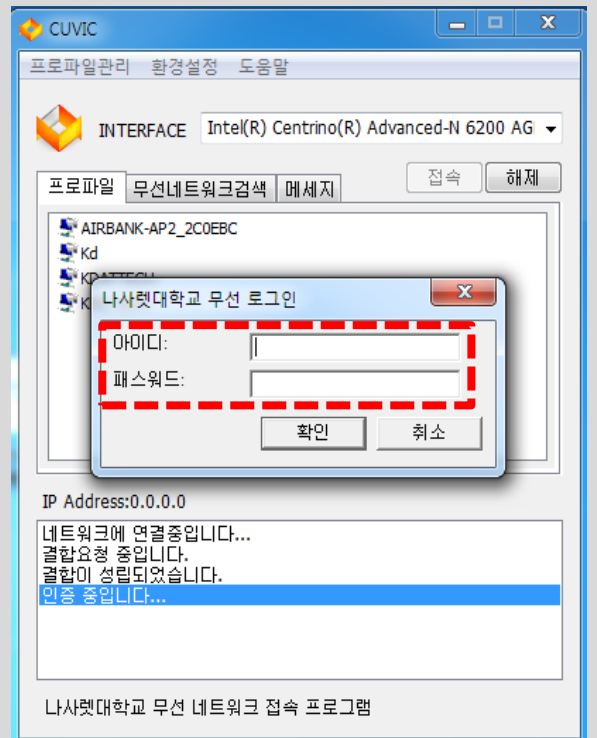 CUVIC
프로파일관리 환경설정 도움말
INTERFACE Intel(R) Centrino(R) Advanced-N 6200 AG
프로파일 무선네트워크검색 메세지 접속 해제
AIRBANK-AP2_2C0EBC
Kd
나사렛대학교 무선 로그인
아이디:
패스워드:
확인 취소
IP Address:0.0.0.0
네트워크에 연결중입니다...
결합요청 중입니다.
결합이 성립되었습니다.
인증 중입니다...
나사렛대학교 무선 네트워크 접속 프로그램